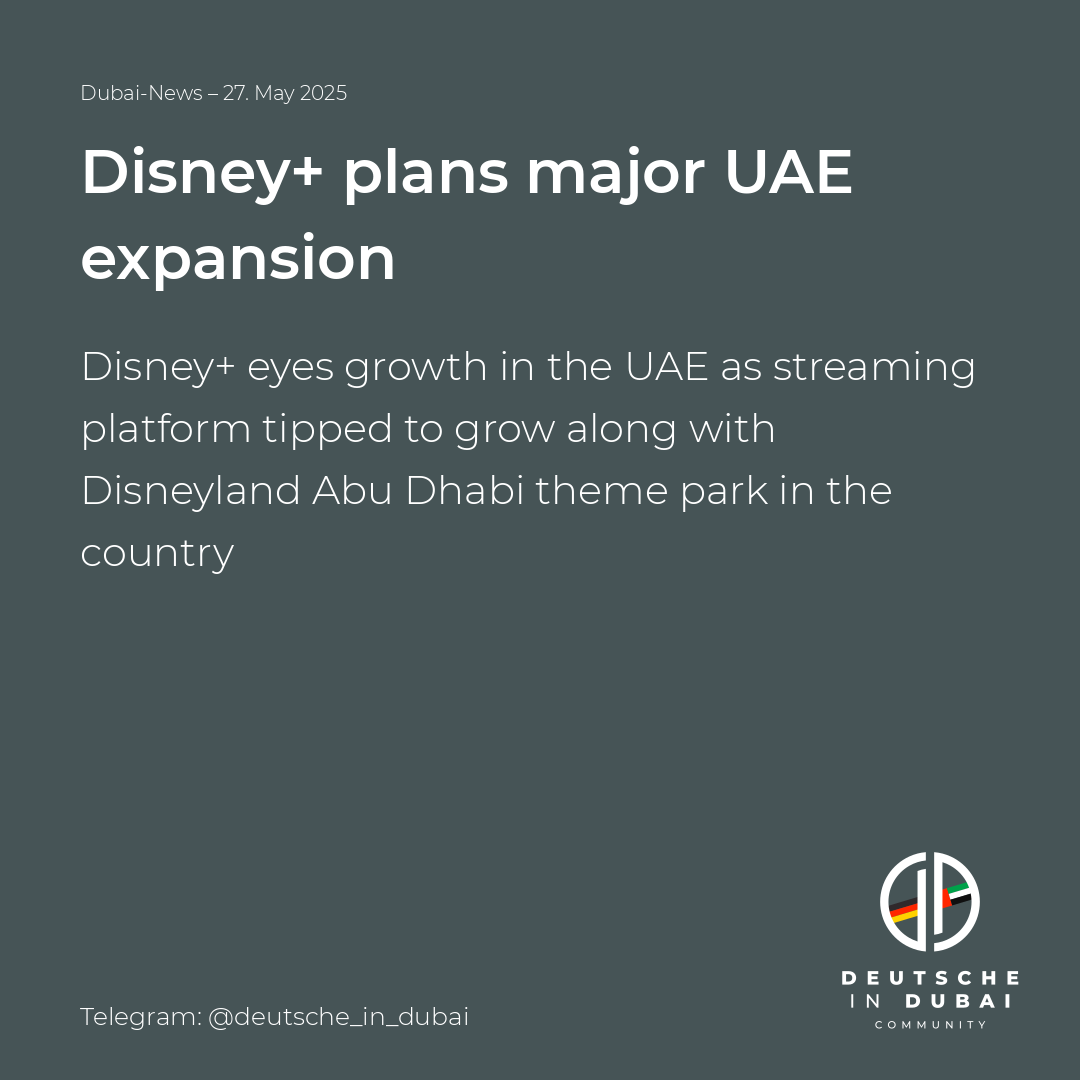 Dubai-News – 27. May 2025
Disney+ plans major UAE
expansion
Disney+ eyes growth in the UAE as streaming
platform tipped to grow along with
Disneyland Abu Dhabi theme park in the
country
DEUTSCHE
IN DUBAI
COMMUNITY
Telegram: @deutsche_in_dubai